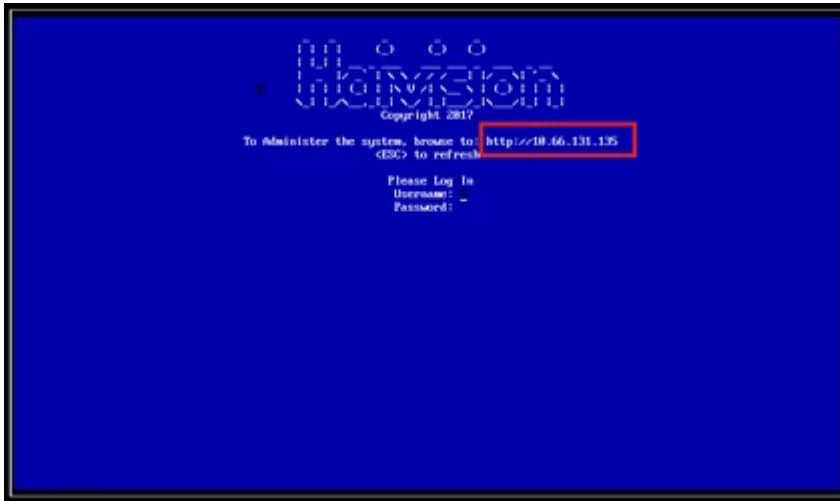 Haivision
Copyright 2017
To Administer the system, browse to: http://10.66.131.135
<ESC> to refresh
Please Log In
Username: _
Password: